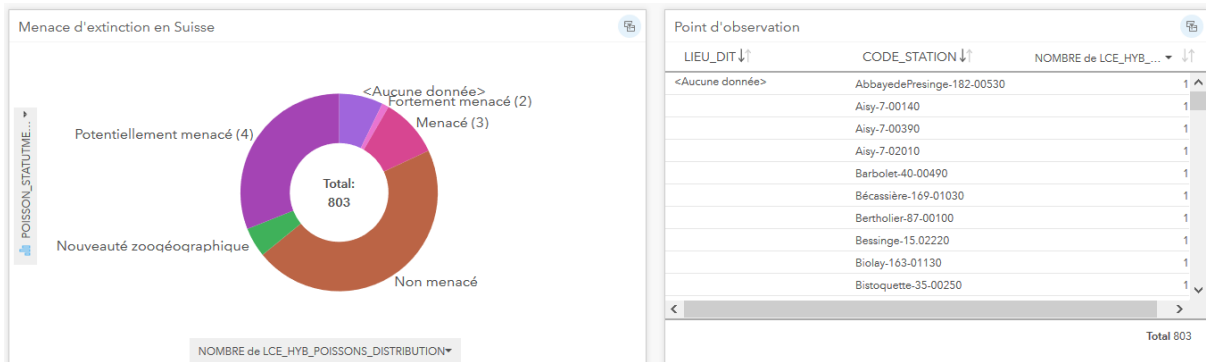 Menace d'extinction en Suisse
<Aucune donnée>
Fortement menacé (2)
Menacé (3)
Potentiellement menacé (4)
Total:
803
Nouveauté zoogéographique
Non menacé
POISSON_STATUTME...
NOMBRE de LCE_HYB_POISSONS_DISTRIBUTION
Point d'observation
LIEU_DIT CODE_STATION NOMBRE de LCE_HYB_...
<Aucune donnée> AbbayedePresinge-182-00530 1
Aisy-7-00140 1
Aisy-7-00390 1
Aisy-7-02010 1
Barbolet-40-00490 1
Bécassière-169-01030 1
Bertholier-87-00100 1
Bessinge-15.02220 1
Biolay-163-01130 1
Bistoquette-35-00250 1
Total 803